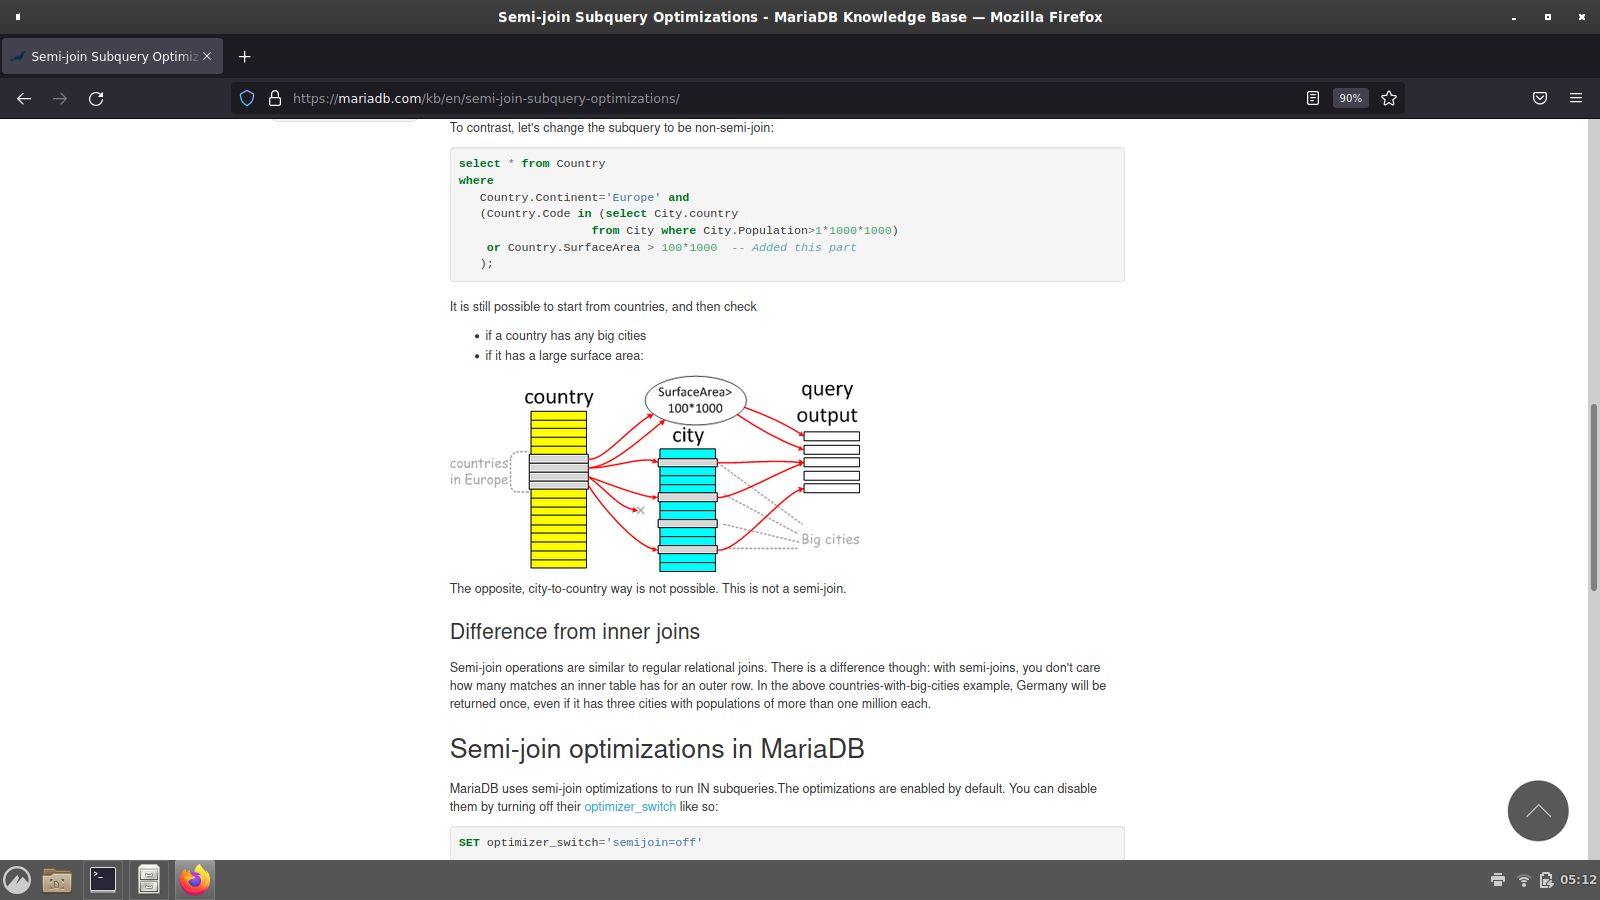 Semi-join Subquery Optimizations - MariaDB Knowledge Base — Mozilla Firefox
Semi-join Subquery Optimiz
https://mariadb.com/kb/en/semi-join-subquery-optimizations/
90%
To contrast, let's change the subquery to be non-semi-join:
select * from Country
where
Country.Continent='Europe' and
(Country.Code in (select City.country
from City where City.Population>1*1000*1000)
or Country.SurfaceArea > 100*1000  -- Added this part
);
It is still possible to start from countries, and then check
• if a country has any big cities
• if it has a large surface area:
country
SurfaceArea>
100*1000
query
output
city
countries
in Europe
Big cities
The opposite, city-to-country way is not possible. This is not a semi-join.
Difference from inner joins
Semi-join operations are similar to regular relational joins. There is a difference though: with semi-joins, you don't care
how many matches an inner table has for an outer row. In the above countries-with-big-cities example, Germany will be
returned once, even if it has three cities with populations of more than one million each.
Semi-join optimizations in MariaDB
MariaDB uses semi-join optimizations to run IN subqueries.The optimizations are enabled by default. You can disable
them by turning off their optimizer_switch like so:
SET optimizer_switch='semijoin=off'
05:12